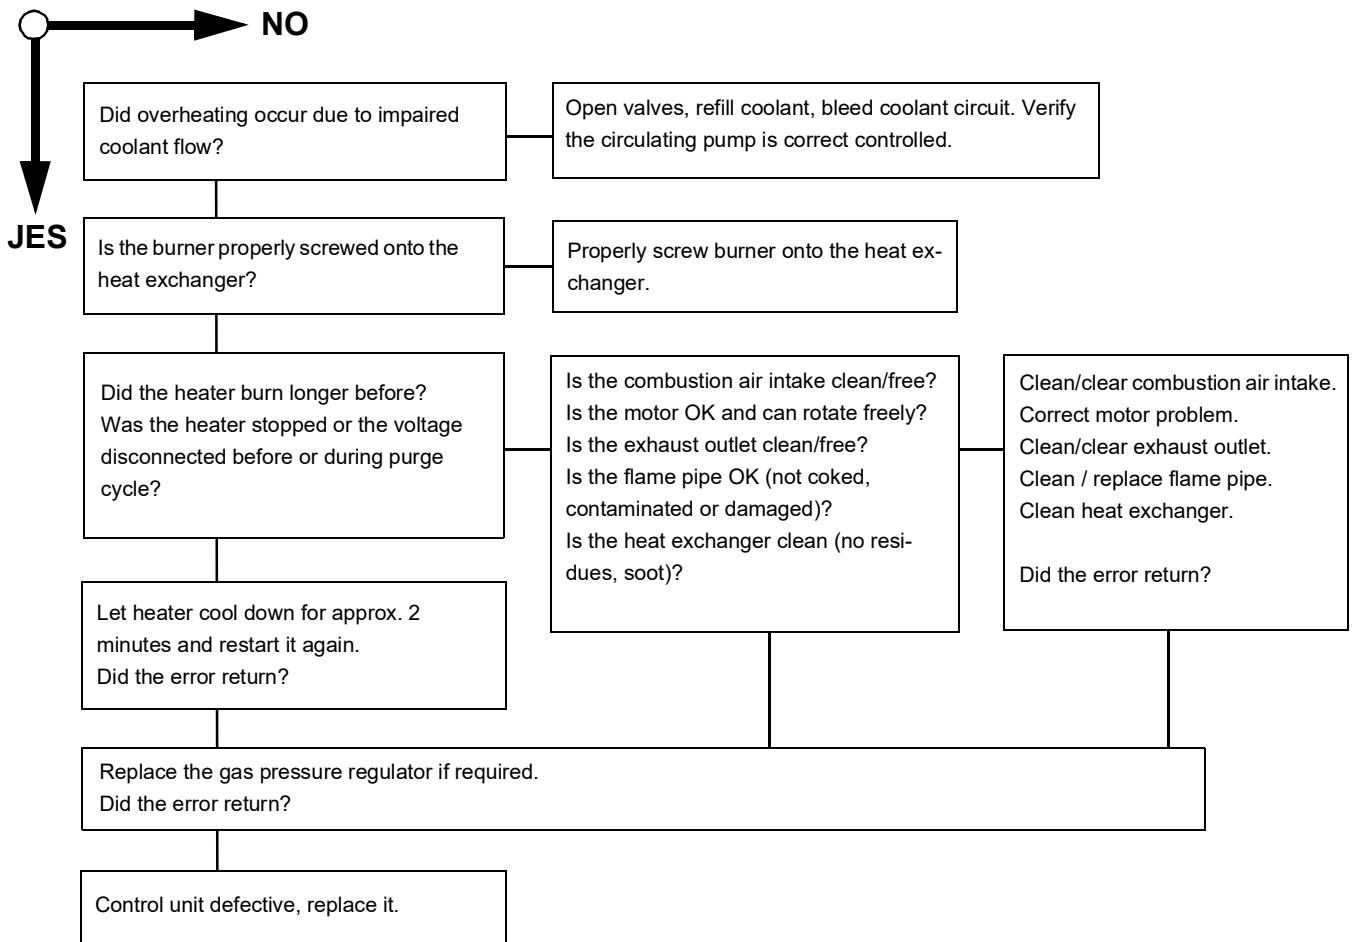 NO
JES
Did overheating occur due to impaired
coolant flow?
Open valves, refill coolant, bleed coolant circuit. Verify
the circulating pump is correct controlled.
Is the burner properly screwed onto the
heat exchanger?
Properly screw burner onto the heat ex-
changer.
Did the heater burn longer before?
Was the heater stopped or the voltage
disconnected before or during purge
cycle?
Is the combustion air intake clean/free?
Is the motor OK and can rotate freely?
Is the exhaust outlet clean/free?
Is the flame pipe OK (not coked,
contaminated or damaged)?
Is the heat exchanger clean (no resi-
dues, soot)?
Clean/clear combustion air intake.
Correct motor problem.
Clean/clear exhaust outlet.
Clean / replace flame pipe.
Clean heat exchanger.
Did the error return?
Let heater cool down for approx. 2
minutes and restart it again.
Did the error return?
Replace the gas pressure regulator if required.
Did the error return?
Control unit defective, replace it.